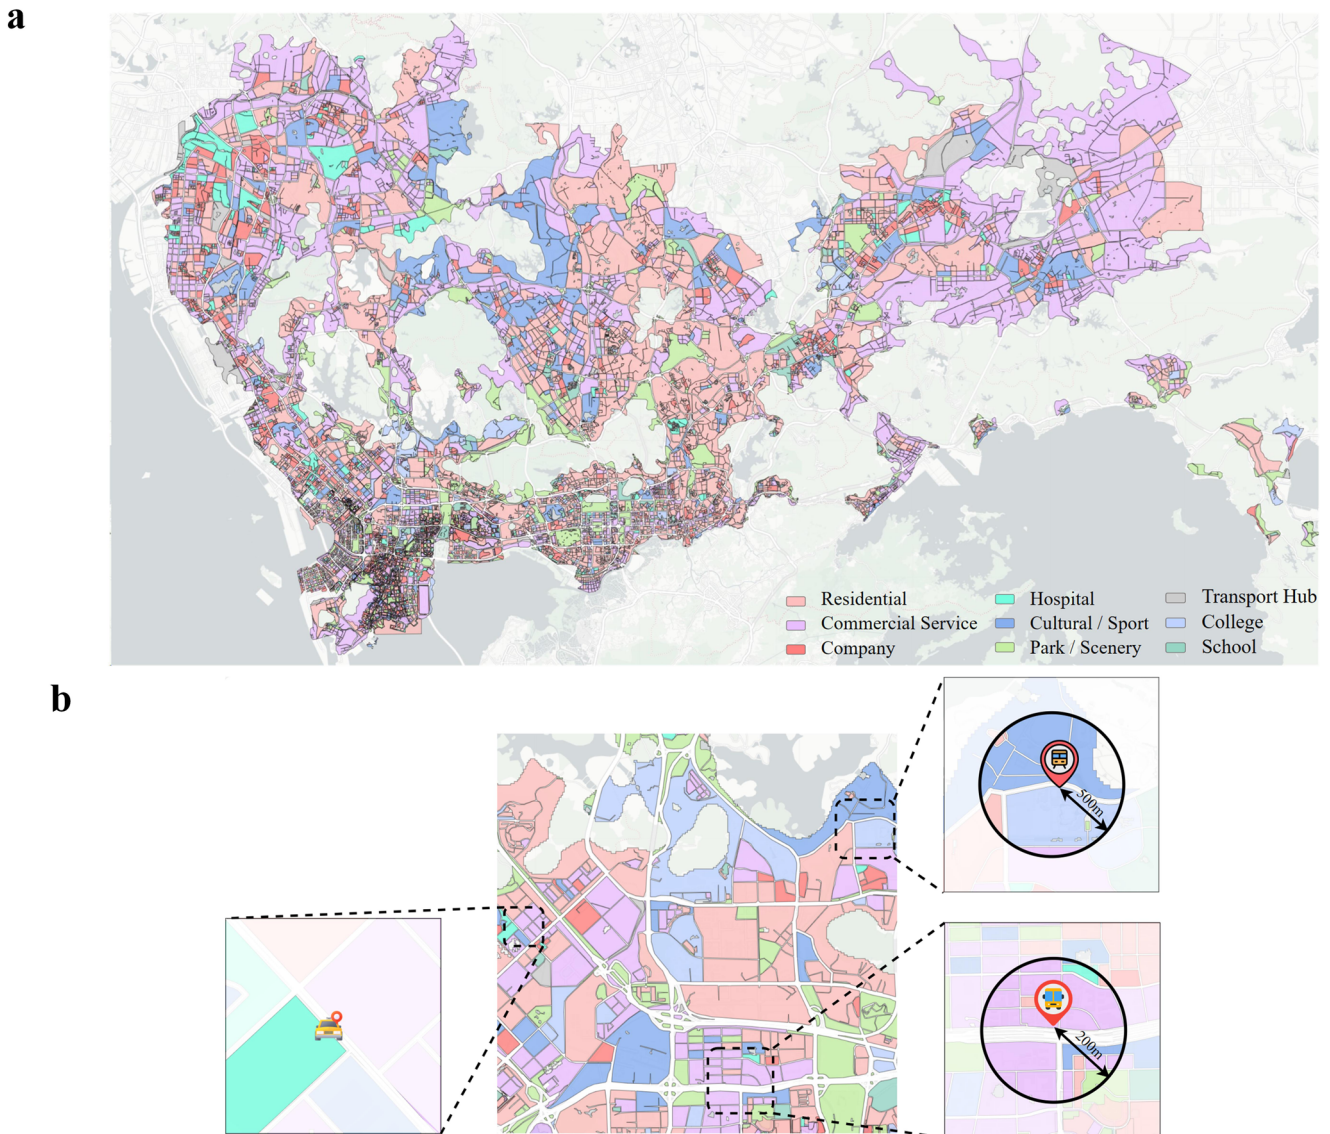 a
Residential
Commercial Service
Company
Hospital
Cultural / Sport
Park / Scenery
Transport Hub
College
School
b
500m
200m